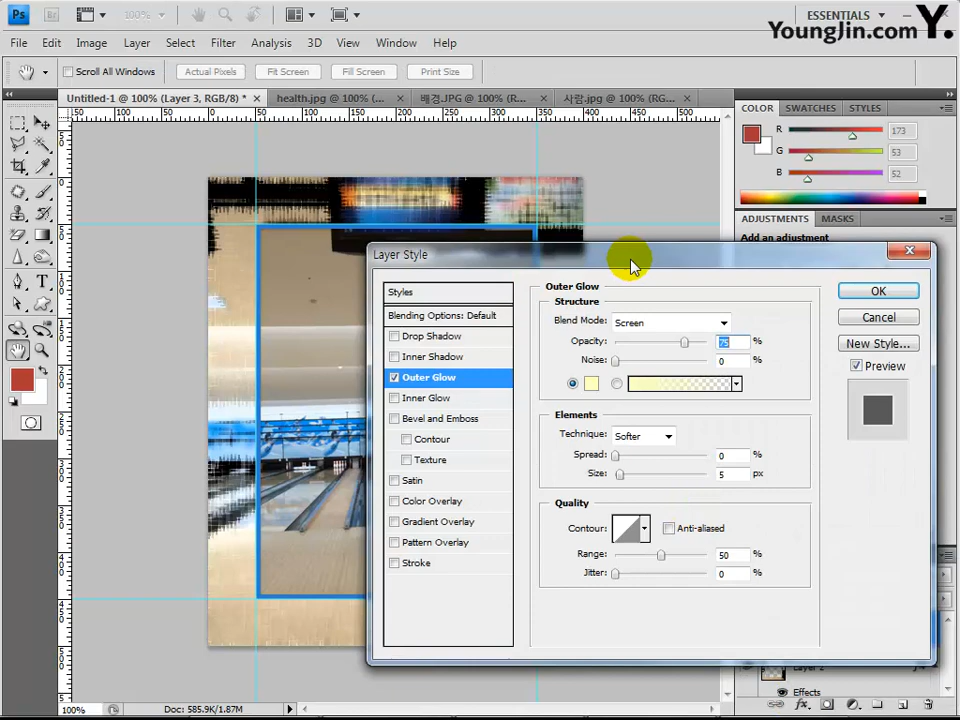 Ps Br 100% ESSENTIALS
YoungJin.com Y.
File Edit Image Layer Select Filter Analysis 3D View Window Help
Scroll All Windows Actual Pixels Fit Screen Fill Screen Print Size
Untitled-1 @ 100% (Layer 3, RGB/8) * × health.jpg @ 100% (... × 배경.JPG @ 100% (R... × 사람.jpg @ 100% (RG... ×
COLOR SWATCHES STYLES
R 173
G 53
B 52
ADJUSTMENTS MASKS
Add an adjustment
Layer Style
Styles
Blending Options: Default
Drop Shadow
Inner Shadow
Outer Glow
Inner Glow
Bevel and Emboss
Contour
Texture
Satin
Color Overlay
Gradient Overlay
Pattern Overlay
Stroke
Outer Glow
Structure
Blend Mode: Screen
Opacity: 75 %
Noise: 0 %
Elements
Technique: Softer
Spread: 0 %
Size: 5 px
Quality
Contour: Anti-aliased
Range: 50 %
Jitter: 0 %
OK
Cancel
New Style...
Preview
Layer 2
Effects
100% Doc: 585.9K/1.87M